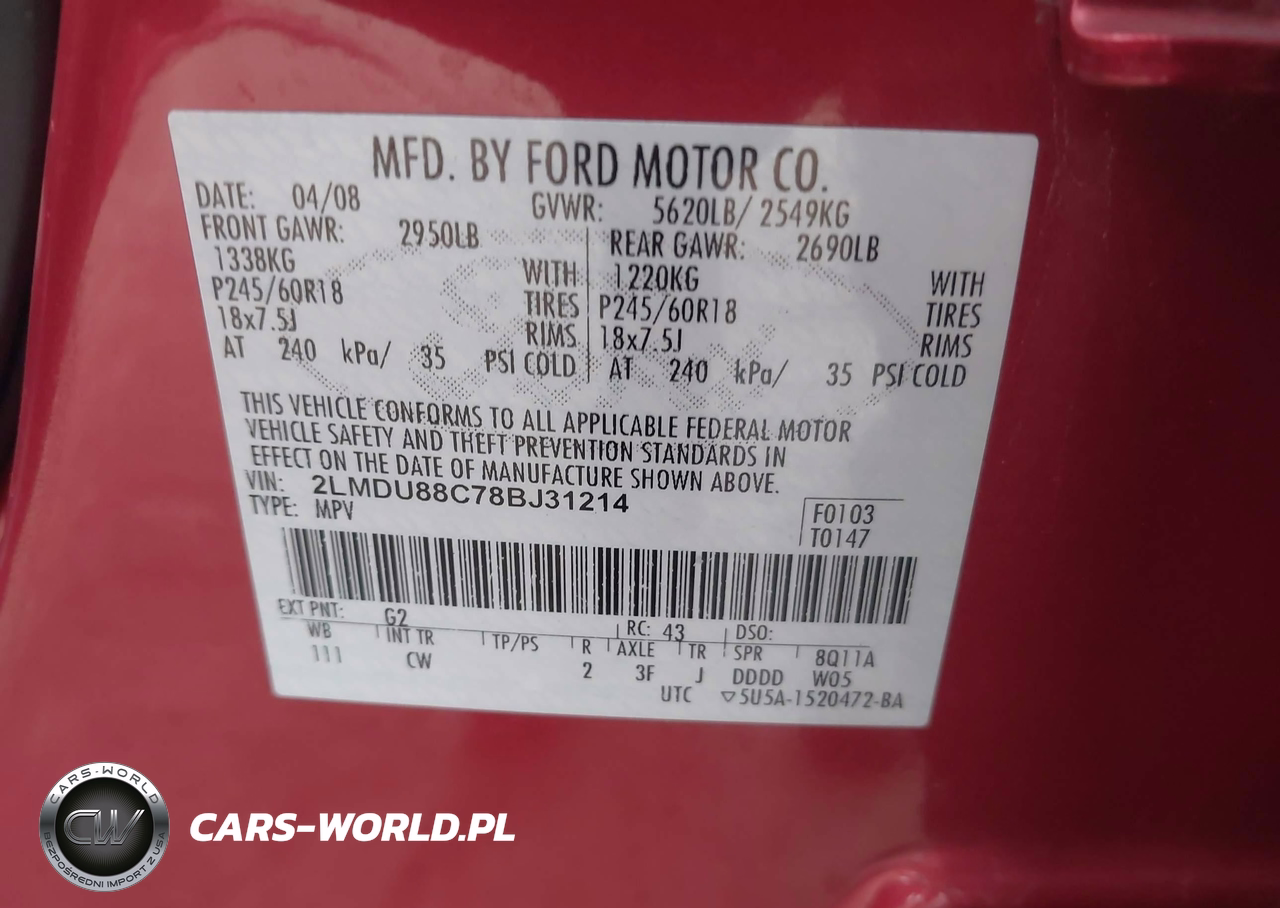 MFD. BY FORD MOTOR CO.
DATE: 04/08 GVWR: 5620LB/ 2549KG
FRONT GAWR: 2950LB REAR GAWR: 2690LB
1338KG WITH 1220KG WITH
P245/60R18 TIRES P245/60R18 TIRES
18x7.5J RIMS 18x7.5J RIMS
AT 240 kPa/ 35 PSI COLD AT 240 kPa/ 35 PSI COLD
THIS VEHICLE CONFORMS TO ALL APPLICABLE FEDERAL MOTOR
VEHICLE SAFETY AND THEFT PREVENTION STANDARDS IN
EFFECT ON THE DATE OF MANUFACTURE SHOWN ABOVE.
VIN: 2LMDU88C78BJ31214
TYPE: MPV
F0103
T0147
EXT PNT: G2 RC: 43 DSO:
WB INT TR TP/PS R AXLE TR SPR 8Q11A
111 CW 2 3F J DDDD W05
UTC ▽5U5A-1520472-BA
CARS-WORLD
CW
BEZPOŚREDNI IMPORT Z USA
CARS-WORLD.PL